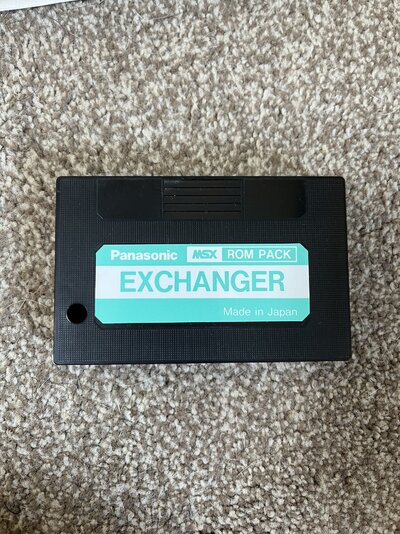 Panasonic MSX ROM PACK
EXCHANGER
Made in Japan